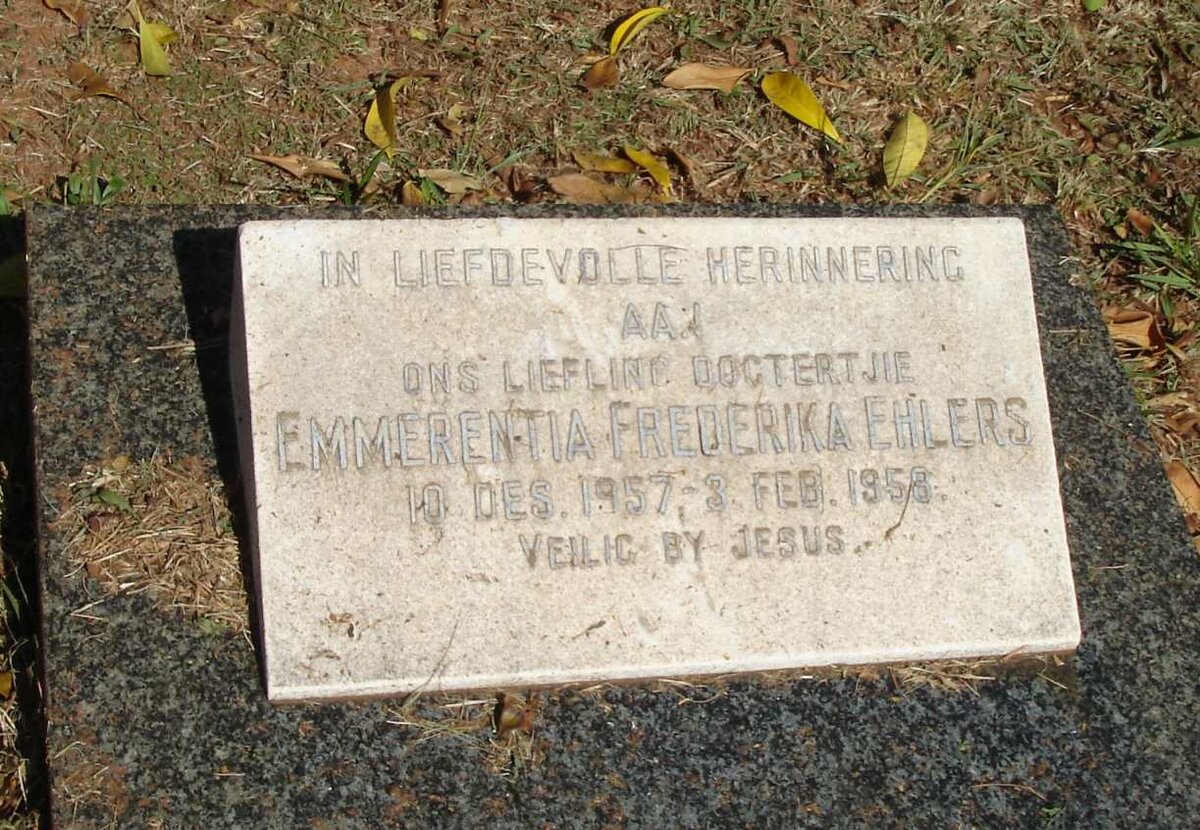 IN LIEFDEVOLLE HERINNERING
AAN
ONS LIEFLING DOGTERTJIE
EMMERENTIA FREDERIKA EHLERS
10 DES. 1957 - 3 FEB. 1958.
VEILIG BY JESUS.